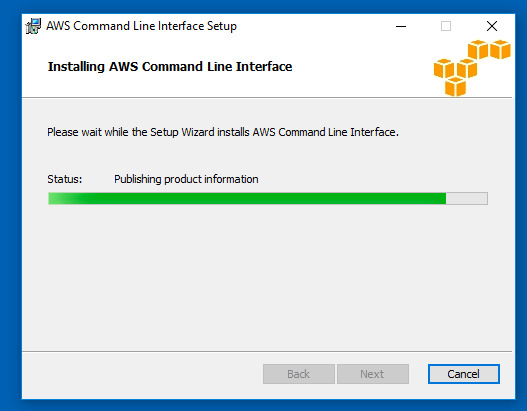 AWS Command Line Interface Setup
Installing AWS Command Line Interface
Please wait while the Setup Wizard installs AWS Command Line Interface.
Status: Publishing product information
Back Next Cancel